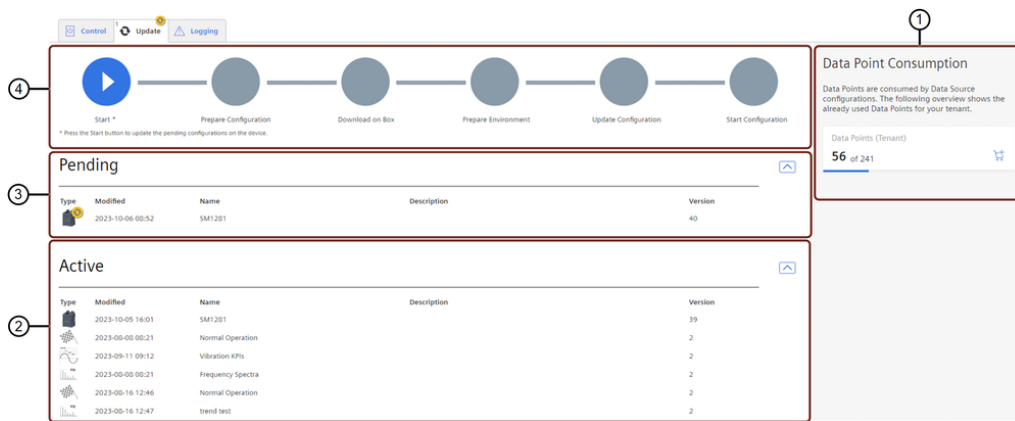 1
Control
1
Update
Logging
4
Start *
Prepare Configuration
Download on Box
Prepare Environment
Update Configuration
Start Configuration
* Press the Start button to update the pending configurations on the device.
Data Point Consumption
Data Points are consumed by Data Source
configurations. The following overview shows the
already used Data Points for your tenant.
Data Points (Tenant)
56 of 241
3
Pending
Type Modified Name Description Version
2023-10-06 08:52 SM1281 40
2
Active
Type Modified Name Description Version
2023-10-05 16:01 SM1281 39
2023-08-08 08:21 Normal Operation 2
2023-09-11 09:12 Vibration KPIs 2
2023-08-08 08:21 Frequency Spectra 2
2023-08-16 12:46 Normal Operation 2
2023-08-16 12:47 trend test 2